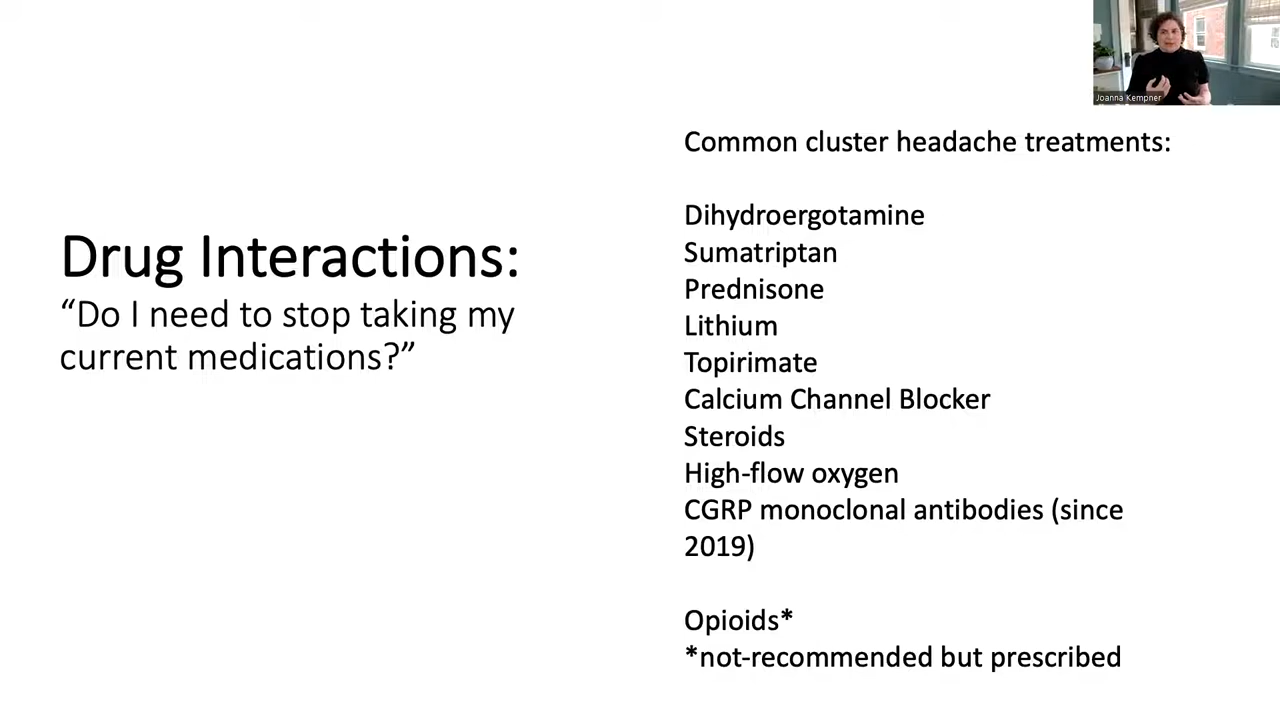 Joanna Kempner
Drug Interactions:
“Do I need to stop taking my
current medications?”
Common cluster headache treatments:
Dihydroergotamine
Sumatriptan
Prednisone
Lithium
Topirimate
Calcium Channel Blocker
Steroids
High-flow oxygen
CGRP monoclonal antibodies (since
2019)
Opioids*
*not-recommended but prescribed